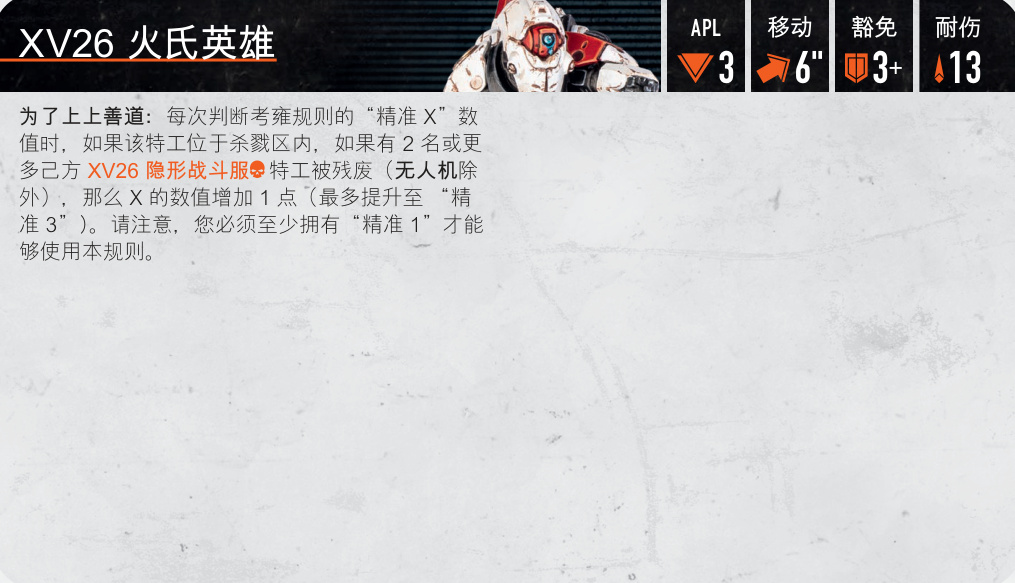 XV26 火氏英雄
APL
3
移动
6"
豁免
3+
耐伤
13
为了上上善道：每次判断考雍规则的“精准 X”数
值时，如果该特工位于杀戮区内，如果有 2 名或更
多己方 XV26 隐形战斗服 特工被残废（无人机除
外），那么 X 的数值增加 1 点（最多提升至 “精
准 3” ）。请注意，您必须至少拥有“精准 1”才能
够使用本规则。